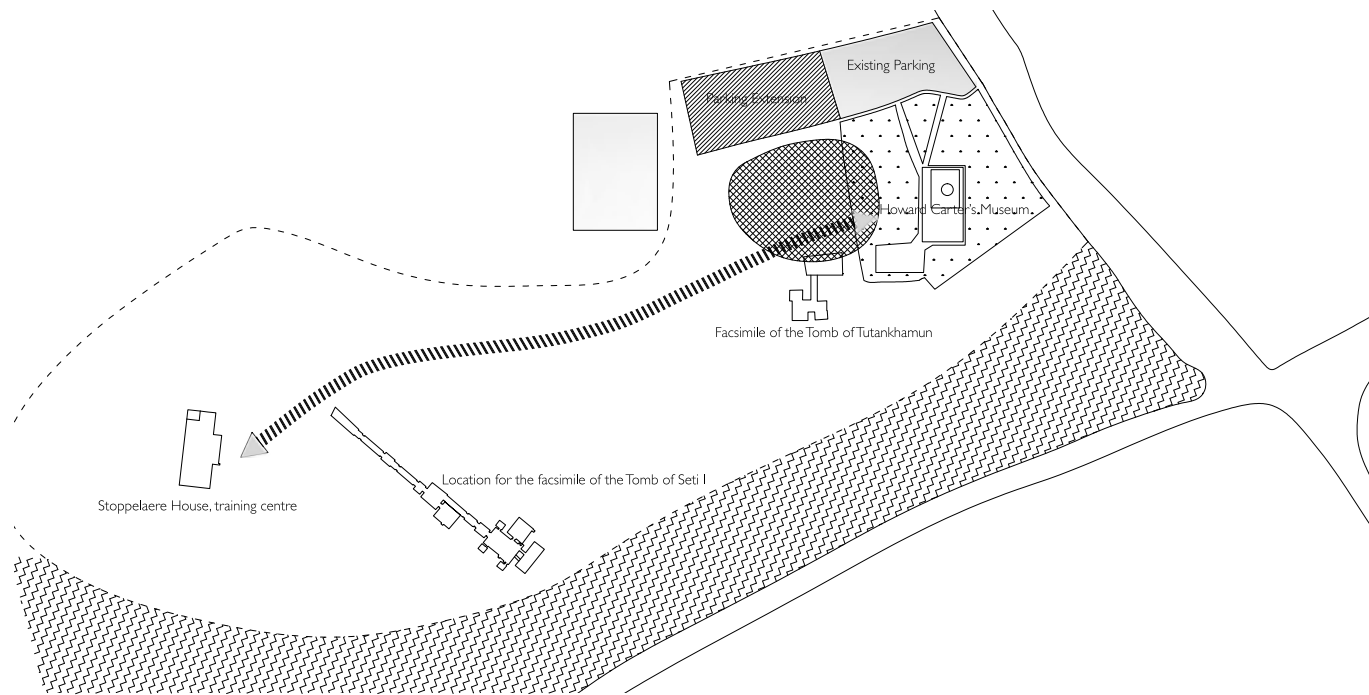 Existing Parking
Parking Extension
Howard Carter's Museum
Facsimile of the Tomb of Tutankhamun
Location for the facsimile of the Tomb of Seti I
Stoppelaere House, training centre